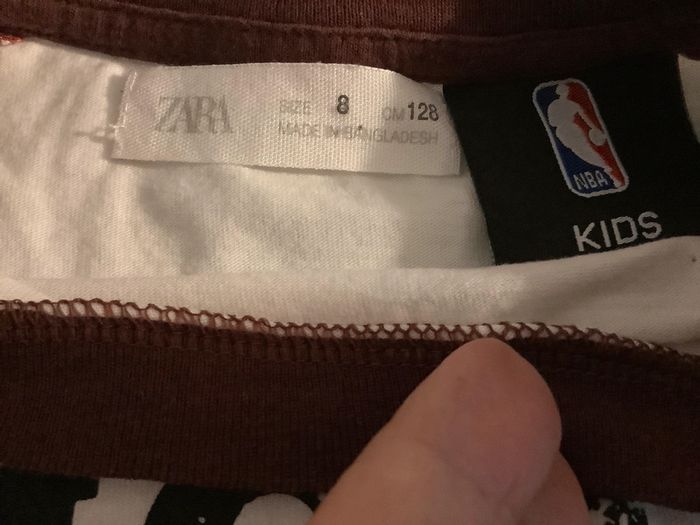 ZARA
SIZE 8 CM 128
MADE IN BANGLADESH
NBA
KIDS